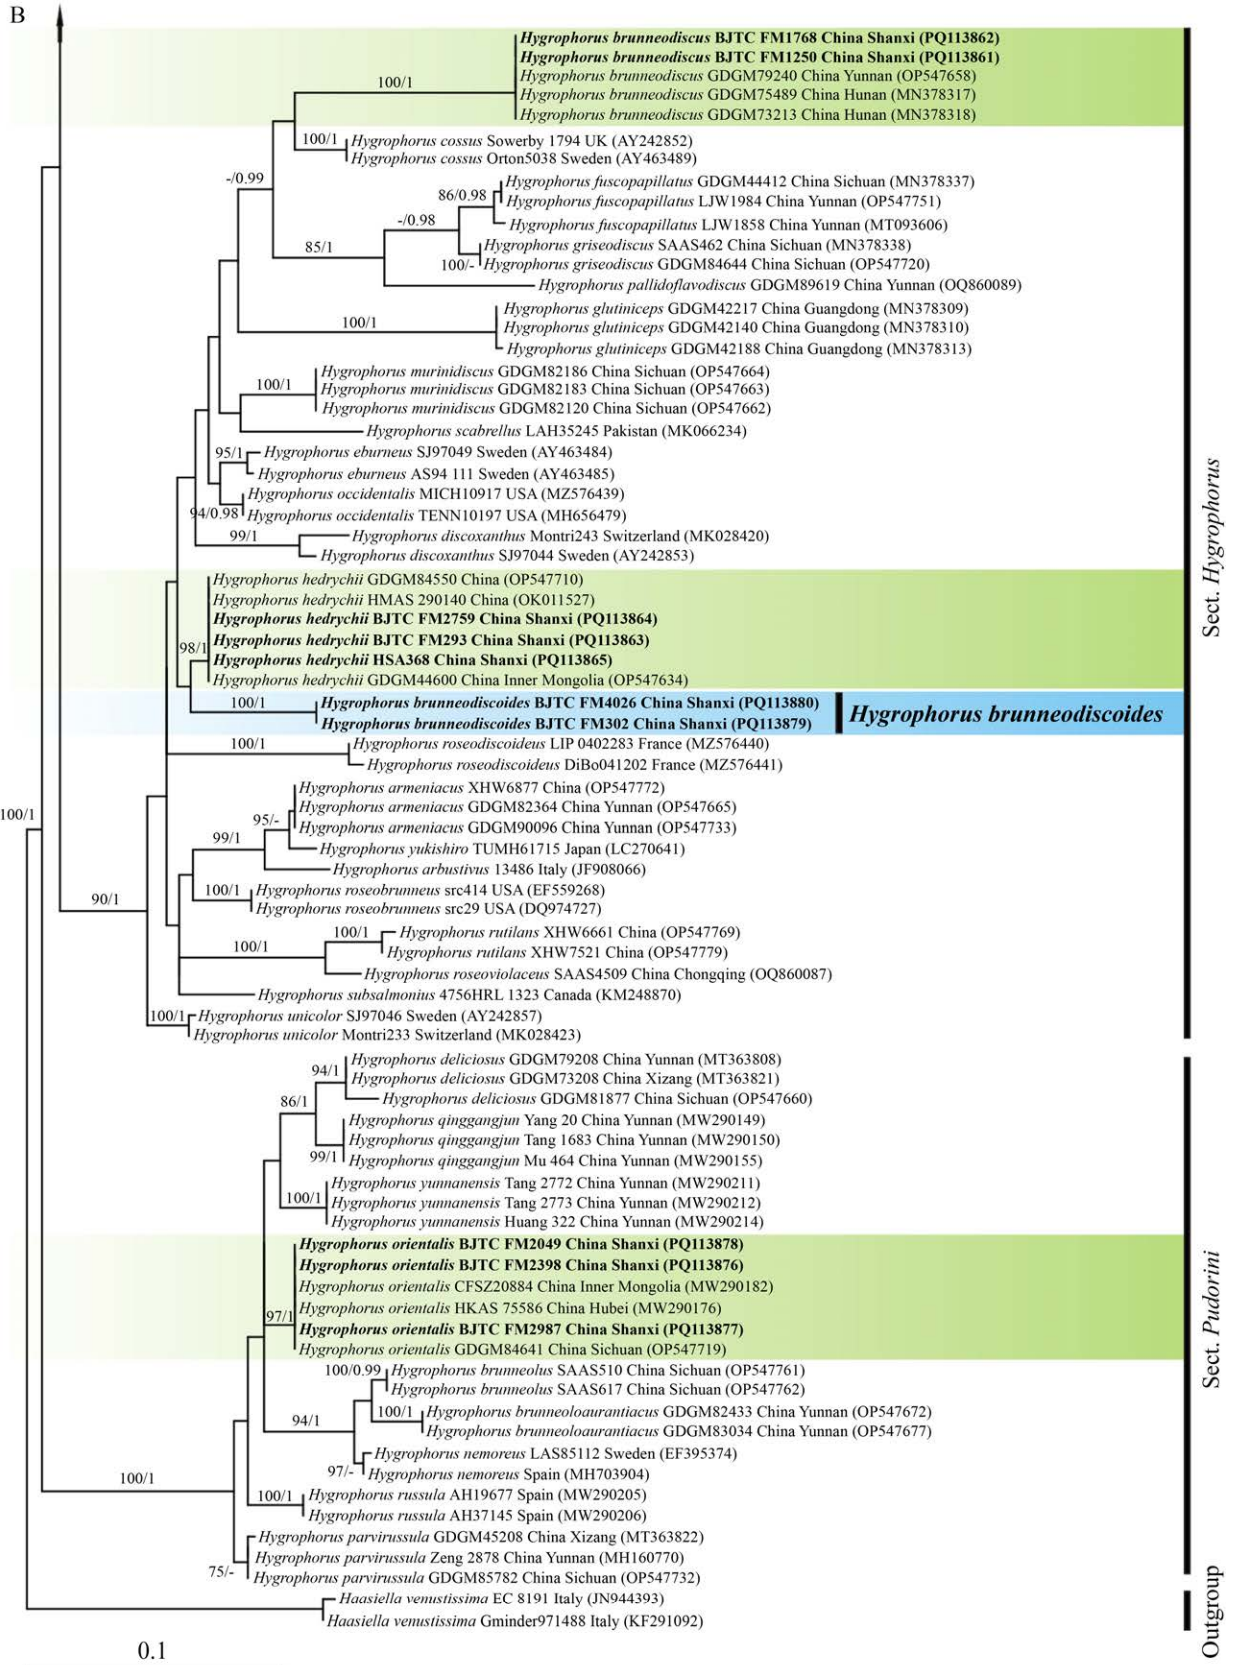 B
Hygrophorus brunneodiscus BJTC FM1768 China Shanxi (PQ113862)
Hygrophorus brunneodiscus BJTC FM1250 China Shanxi (PQ113861)
Hygrophorus brunneodiscus GDGM79240 China Yunnan (OP547658)
100/1
Hygrophorus brunneodiscus GDGM75489 China Hunan (MN378317)
Hygrophorus brunneodiscus GDGM73213 China Hunan (MN378318)
100/1
Hygrophorus cossus Sowerby 1794 UK (AY242852)
Hygrophorus cossus Orton5038 Sweden (AY463489)
-/0.99
Hygrophorus fuscopapillatus GDGM44412 China Sichuan (MN378337)
86/0.98
Hygrophorus fuscopapillatus LJW1984 China Yunnan (OP547751)
-/0.98
Hygrophorus fuscopapillatus LJW1858 China Yunnan (MT093606)
85/1
Hygrophorus griseodiscus SAAS462 China Sichuan (MN378338)
100/-
Hygrophorus griseodiscus GDGM84644 China Sichuan (OP547720)
Hygrophorus pallidoflavodiscus GDGM89619 China Yunnan (OQ860089)
Hygrophorus glutiniceps GDGM42217 China Guangdong (MN378309)
100/1
Hygrophorus glutiniceps GDGM42140 China Guangdong (MN378310)
Hygrophorus glutiniceps GDGM42188 China Guangdong (MN378313)
Hygrophorus murinidiscus GDGM82186 China Sichuan (OP547664)
100/1
Hygrophorus murinidiscus GDGM82183 China Sichuan (OP547663)
Hygrophorus murinidiscus GDGM82120 China Sichuan (OP547662)
Hygrophorus scabrellus LAH35245 Pakistan (MK066234)
95/1
Hygrophorus eburneus SJ97049 Sweden (AY463484)
Hygrophorus eburneus AS94 111 Sweden (AY463485)
Hygrophorus occidentalis MICH10917 USA (MZ576439)
94/0.98
Hygrophorus occidentalis TENN10197 USA (MH656479)
99/1
Hygrophorus discoxanthus Montri243 Switzerland (MK028420)
Hygrophorus discoxanthus SJ97044 Sweden (AY242853)
Hygrophorus hedrychii GDGM84550 China (OP547710)
Hygrophorus hedrychii HMAS 290140 China (OK011527)
Hygrophorus hedrychii BJTC FM2759 China Shanxi (PQ113864)
98/1
Hygrophorus hedrychii BJTC FM293 China Shanxi (PQ113863)
Hygrophorus hedrychii HSA368 China Shanxi (PQ113865)
Hygrophorus hedrychii GDGM44600 China Inner Mongolia (OP547634)
Sect. Hygrophorus
100/1
Hygrophorus brunneodiscoides BJTC FM4026 China Shanxi (PQ113880)
Hygrophorus brunneodiscoides BJTC FM302 China Shanxi (PQ113879)
Hygrophorus brunneodiscoides
100/1
Hygrophorus roseodiscoideus LIP 0402283 France (MZ576440)
Hygrophorus roseodiscoideus DiBo041202 France (MZ576441)
Hygrophorus armeniacus XHW6877 China (OP547772)
Hygrophorus armeniacus GDGM82364 China Yunnan (OP547665)
95/-
Hygrophorus armeniacus GDGM90096 China Yunnan (OP547733)
99/1
Hygrophorus yukishiro TUMH61715 Japan (LC270641)
Hygrophorus arbustivus 13486 Italy (JF908066)
100/1
Hygrophorus roseobrunneus src414 USA (EF559268)
Hygrophorus roseobrunneus src29 USA (DQ974727)
100/1
90/1
100/1
Hygrophorus rutilans XHW6661 China (OP547769)
100/1
Hygrophorus rutilans XHW7521 China (OP547779)
Hygrophorus roseoviolaceus SAAS4509 China Chongqing (OQ860087)
Hygrophorus subsalmonius 4756HRL 1323 Canada (KM248870)
100/1
Hygrophorus unicolor SJ97046 Sweden (AY242857)
Hygrophorus unicolor Montri233 Switzerland (MK028423)
Hygrophorus deliciosus GDGM79208 China Yunnan (MT363808)
94/1
Hygrophorus deliciosus GDGM73208 China Xizang (MT363821)
86/1
Hygrophorus deliciosus GDGM81877 China Sichuan (OP547660)
Hygrophorus qinggangjun Yang 20 China Yunnan (MW290149)
Hygrophorus qinggangjun Tang 1683 China Yunnan (MW290150)
99/1
Hygrophorus qinggangjun Mu 464 China Yunnan (MW290155)
Hygrophorus yunnanensis Tang 2772 China Yunnan (MW290211)
100/1
Hygrophorus yunnanensis Tang 2773 China Yunnan (MW290212)
Hygrophorus yunnanensis Huang 322 China Yunnan (MW290214)
Hygrophorus orientalis BJTC FM2049 China Shanxi (PQ113878)
Hygrophorus orientalis BJTC FM2398 China Shanxi (PQ113876)
Hygrophorus orientalis CFSZ20884 China Inner Mongolia (MW290182)
Hygrophorus orientalis HKAS 75586 China Hubei (MW290176)
97/1
Hygrophorus orientalis BJTC FM2987 China Shanxi (PQ113877)
Hygrophorus orientalis GDGM84641 China Sichuan (OP547719)
Sect. Pudorini
100/0.99
Hygrophorus brunneolus SAAS510 China Sichuan (OP547761)
Hygrophorus brunneolus SAAS617 China Sichuan (OP547762)
94/1
100/1
Hygrophorus brunneoloaurantiacus GDGM82433 China Yunnan (OP547672)
Hygrophorus brunneoloaurantiacus GDGM83034 China Yunnan (OP547677)
Hygrophorus nemoreus LAS85112 Sweden (EF395374)
97/-
Hygrophorus nemoreus Spain (MH703904)
100/1
100/1
Hygrophorus russula AH19677 Spain (MW290205)
Hygrophorus russula AH37145 Spain (MW290206)
Hygrophorus parvirussula GDGM45208 China Xizang (MT363822)
Hygrophorus parvirussula Zeng 2878 China Yunnan (MH160770)
75/-
Hygrophorus parvirussula GDGM85782 China Sichuan (OP547732)
Haasiella venustissima EC 8191 Italy (JN944393)
Haasiella venustissima Gminder971488 Italy (KF291092)
Outgroup
0.1